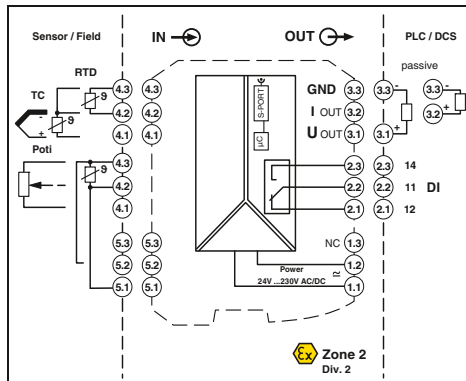 Sensor / Field
IN
OUT
PLC / DCS
RTD
TC
ϑ
ϑ
-
+
4.3
4.2
4.1
4.3
4.2
4.1
Poti
ϑ
4.3
4.2
4.1
5.3
5.2
5.1
5.3
5.2
5.1
S-PORT
µC
GND 3.3
I OUT 3.2
U OUT 3.1
passive
3.3 -
3.1 +
3.3 -
3.2 +
2.3 2.3 14
2.2 2.2 11 DI
2.1 2.1 12
NC 1.3
Power 1.2
24V ...230V AC/DC 1.1
Ex Zone 2
Div. 2